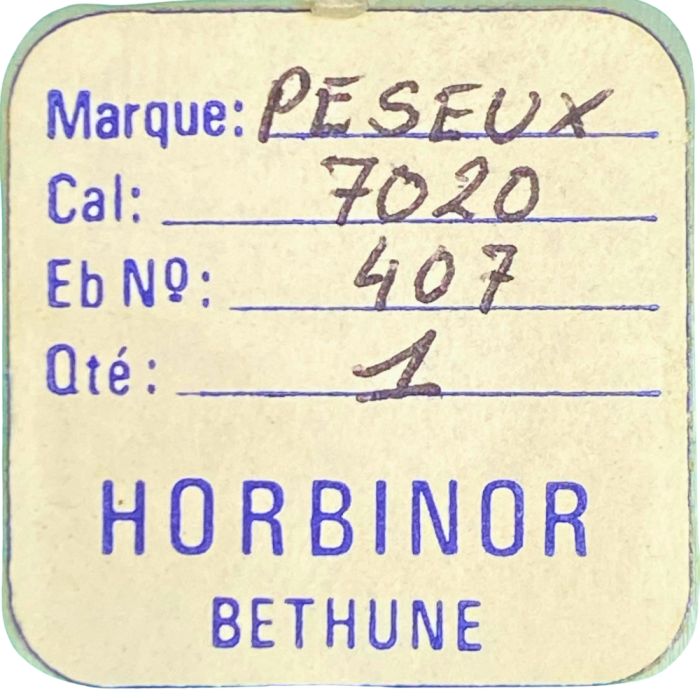 Marque: PESEUX
Cal: 7020
Eb Nº: 407
Qté: 1
HORBINOR
BETHUNE